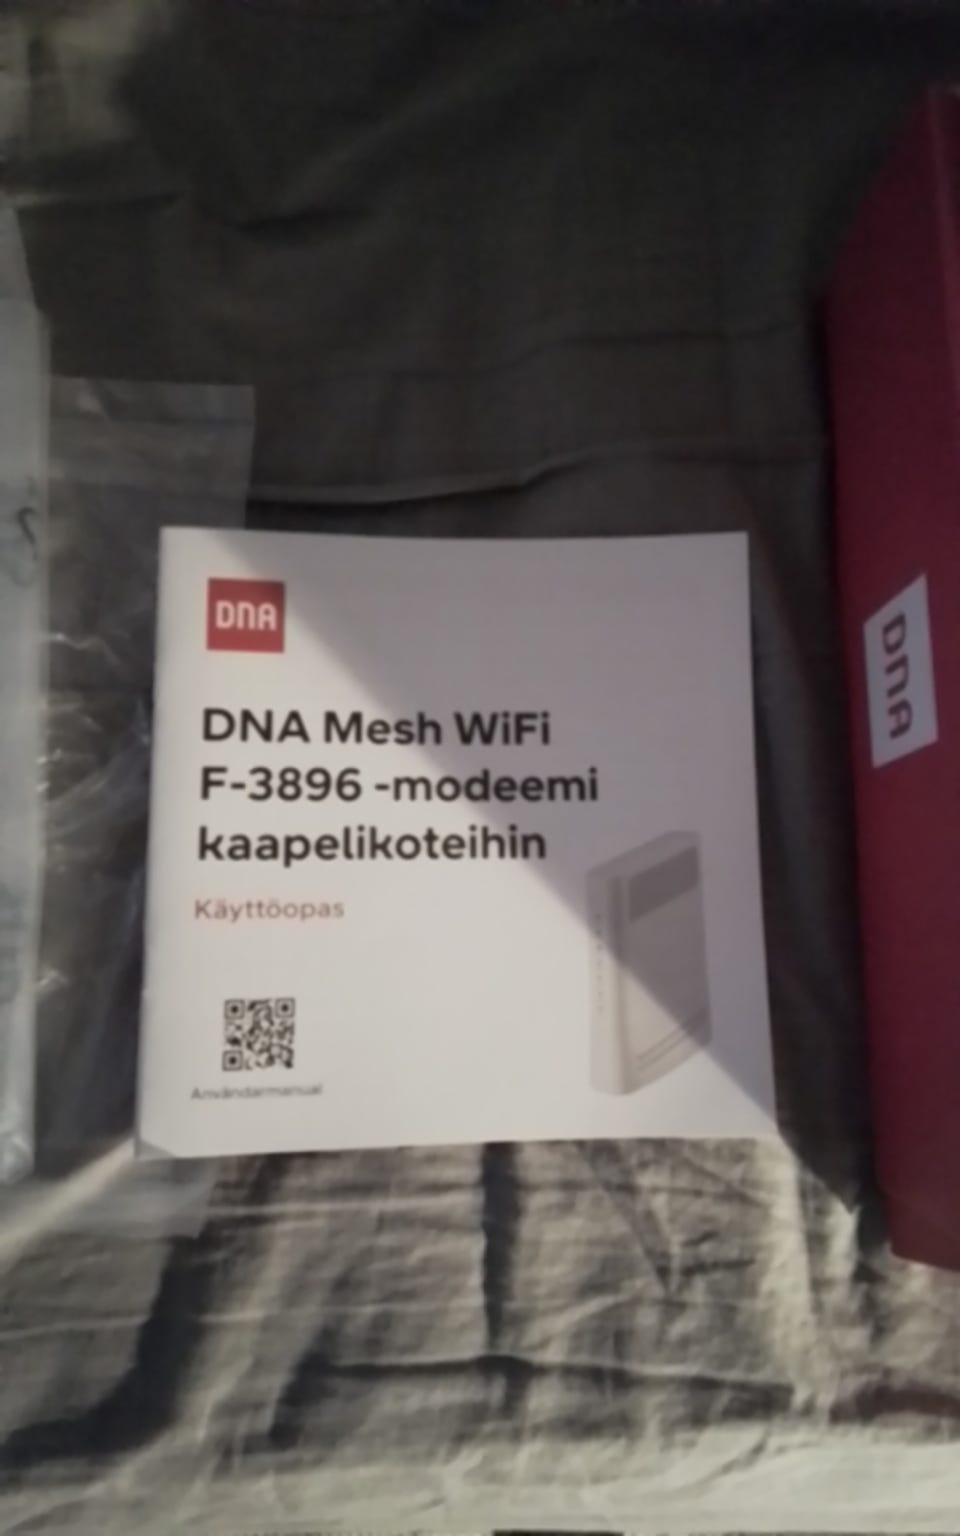 DNA
DNA Mesh WiFi
F-3896 -modeemi
kaapelikoteihin
Käyttöopas
Användarmanual
DNA